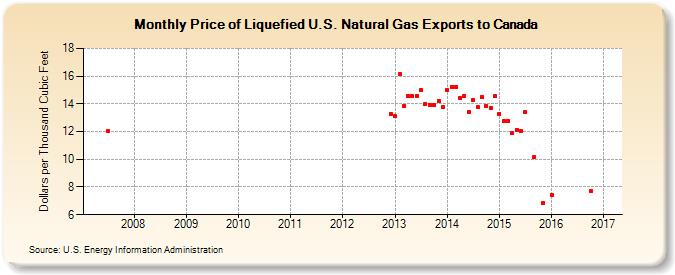 Monthly Price of Liquefied U.S. Natural Gas Exports to Canada
Dollars per Thousand Cubic Feet
18
16
14
12
10
8
6
2008 2009 2010 2011 2012 2013 2014 2015 2016 2017
Source: U.S. Energy Information Administration